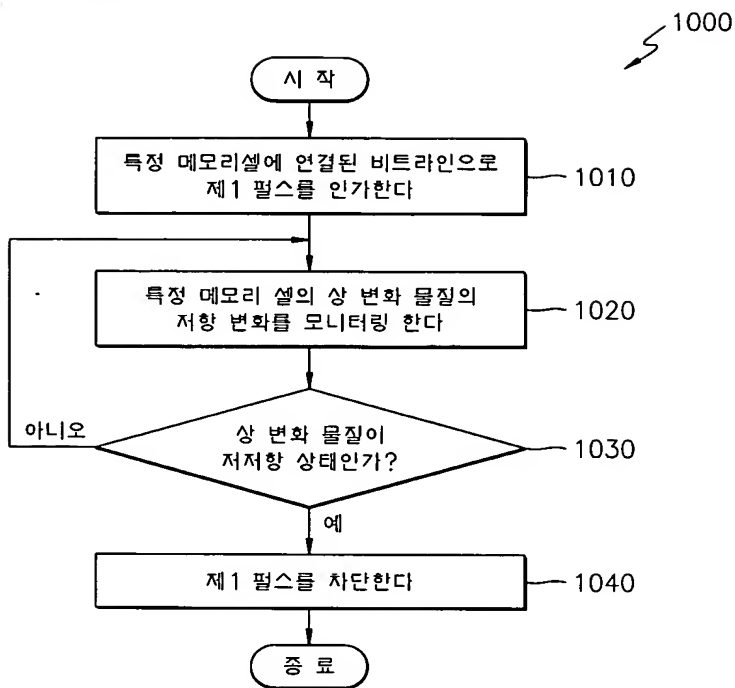 1000
시 작
특정 메모리셀에 연결된 비트라인으로
제1 펄스를 인가한다
1010
특정 메모리 셀의 상 변화 물질의
저항 변화를 모니터링 한다
1020
아니오
상 변화 물질이
저저항 상태인가?
1030
예
제1 펄스를 차단한다
1040
종 료